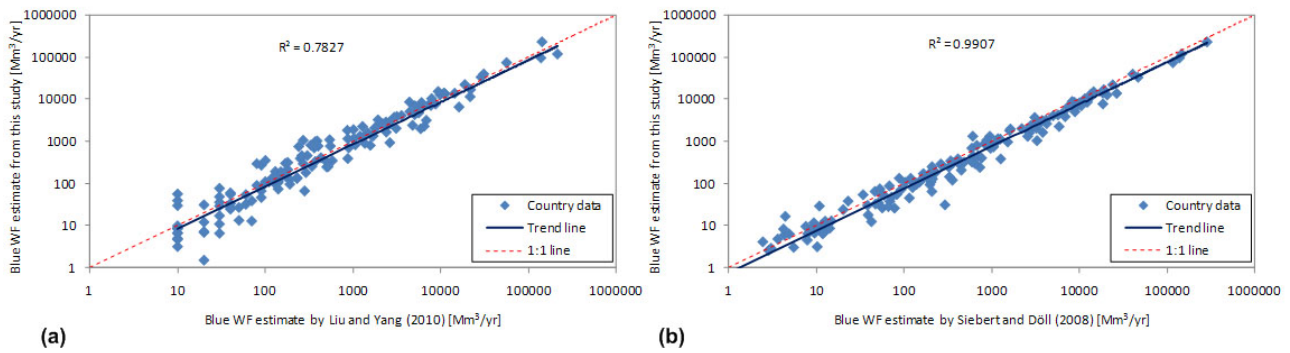 Blue WF estimate from this study [Mm³/yr]
1000000
100000
10000
1000
100
10
1
R² = 0.7827
Country data
Trend line
1:1 line
1 10 100 1000 10000 100000 1000000
Blue WF estimate by Liu and Yang (2010) [Mm³/yr]
(a)
Blue WF estimate from this study [Mm³/yr]
1000000
100000
10000
1000
100
10
1
R² = 0.9907
Country data
Trend line
1:1 line
1 10 100 1000 10000 100000 1000000
Blue WF estimate by Siebert and Döll (2008) [Mm³/yr]
(b)